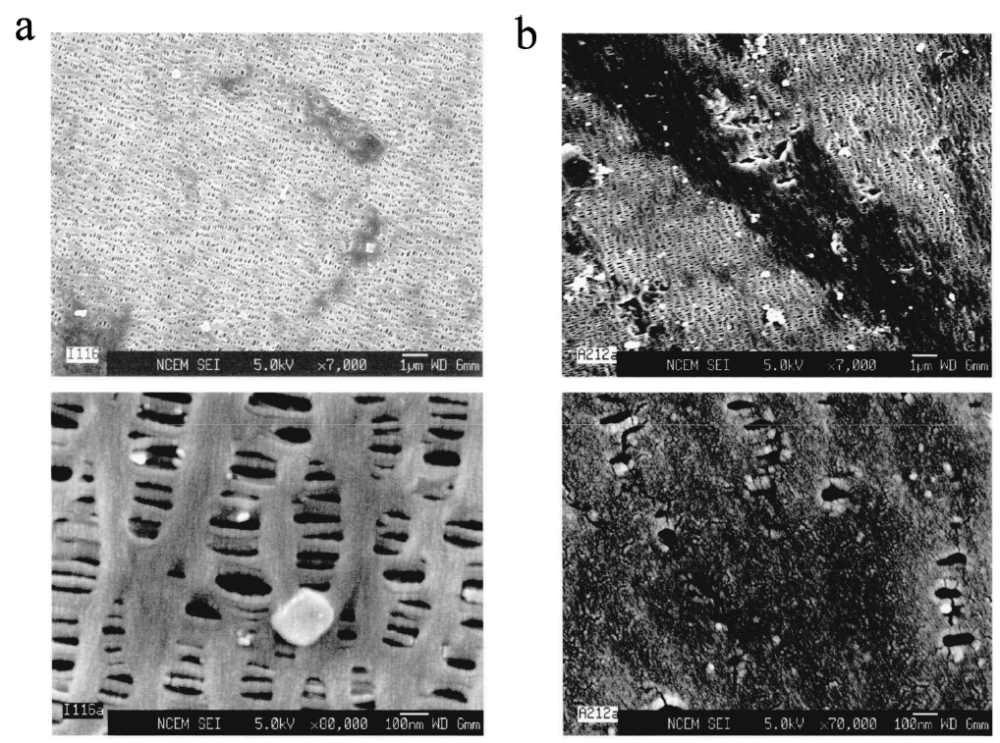 a
b
I116
NCEM SEI 5.0kV ×7,000 1μm WD 6mm
A212a
NCEM SEI 5.0kV ×7,000 1μm WD 6mm
I116a
NCEM SEI 5.0kV ×80,000 100nm WD 6mm
A212a
NCEM SEI 5.0kV ×70,000 100nm WD 6mm